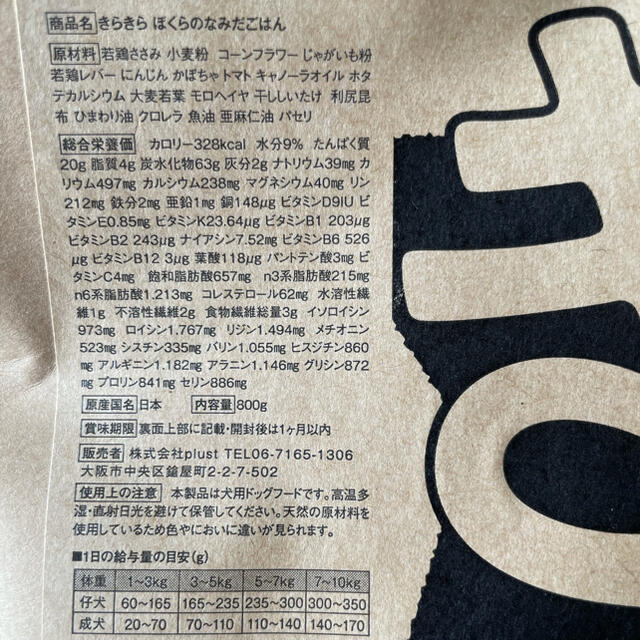 商品名 きらきら ぼくらのなみだごはん
原材料 若鶏ささみ 小麦粉 コーンフラワー じゃがいも粉
若鶏レバー にんじん かぼちゃ トマト キャノーラオイル ホタ
テカルシウム 大麦若葉 モロヘイヤ 干ししいたけ 利尻昆
布 ひまわり油 クロレラ 魚油 亜麻仁油 パセリ
総合栄養価 カロリー328kcal 水分9% たんぱく質
20g 脂質4g 炭水化物63g 灰分2g ナトリウム39mg カ
リウム497mg カルシウム238mg マグネシウム40mg リン
212mg 鉄分2mg 亜鉛1mg 銅148μg ビタミンD9IU ビ
タミンE0.85mg ビタミンK23.64μg ビタミンB1 203μg
ビタミンB2 243μg ナイアシン7.52mg ビタミンB6 526
μg ビタミンB12 3μg 葉酸118μg パントテン酸3mg ビ
タミンC4mg 飽和脂肪酸657mg n3系脂肪酸215mg
n6系脂肪酸1.213mg コレステロール62mg 水溶性繊
維1g 不溶性繊維2g 食物繊維総量3g イソロイシン
973mg ロイシン1.767mg リジン1.494mg メチオニン
523mg シスチン335mg バリン1.055mg ヒスジチン860
mg アルギニン1.182mg アラニン1.146mg グリシン872
mg プロリン841mg セリン886mg
原産国名 日本 内容量 800g
賞味期限 裏面上部に記載・開封後は1ヶ月以内
販売者 株式会社plust TEL06-7165-1306
大阪市中央区鎗屋町2-2-7-502
使用上の注意 本製品は犬用ドッグフードです。高温多
湿・直射日光を避けて保管してください。天然の原材料を
使用しているため色やにおいに違いが見られます。
■1日の給与量の目安(g)
体重 1~3kg 3~5kg 5~7kg 7~10kg
仔犬 60~165 165~235 235~300 300~350
成犬 20~70 70~110 110~140 140~170